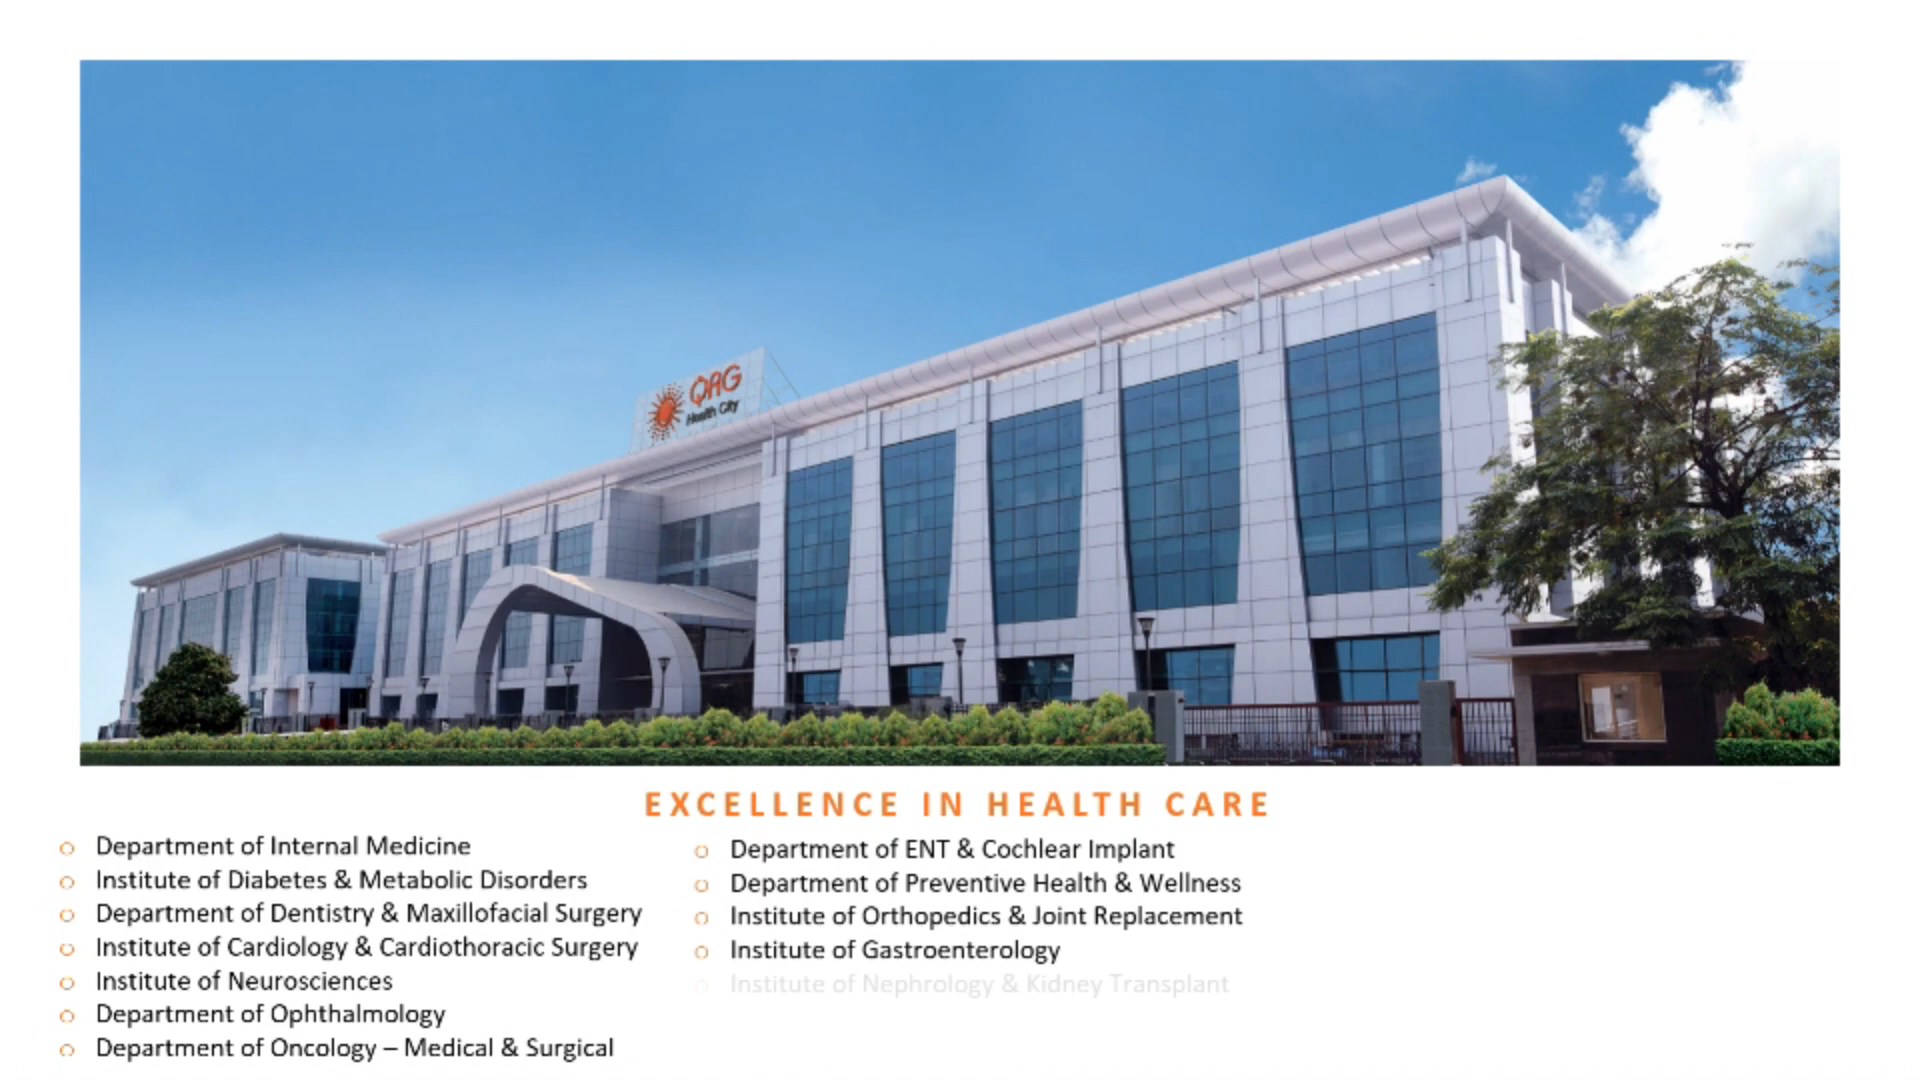 QRG
Health City
EXCELLENCE IN HEALTH CARE
Department of Internal Medicine
Institute of Diabetes & Metabolic Disorders
Department of Dentistry & Maxillofacial Surgery
Institute of Cardiology & Cardiothoracic Surgery
Institute of Neurosciences
Department of Ophthalmology
Department of Oncology – Medical & Surgical
Department of ENT & Cochlear Implant
Department of Preventive Health & Wellness
Institute of Orthopedics & Joint Replacement
Institute of Gastroenterology
Institute of Nephrology & Kidney Transplant